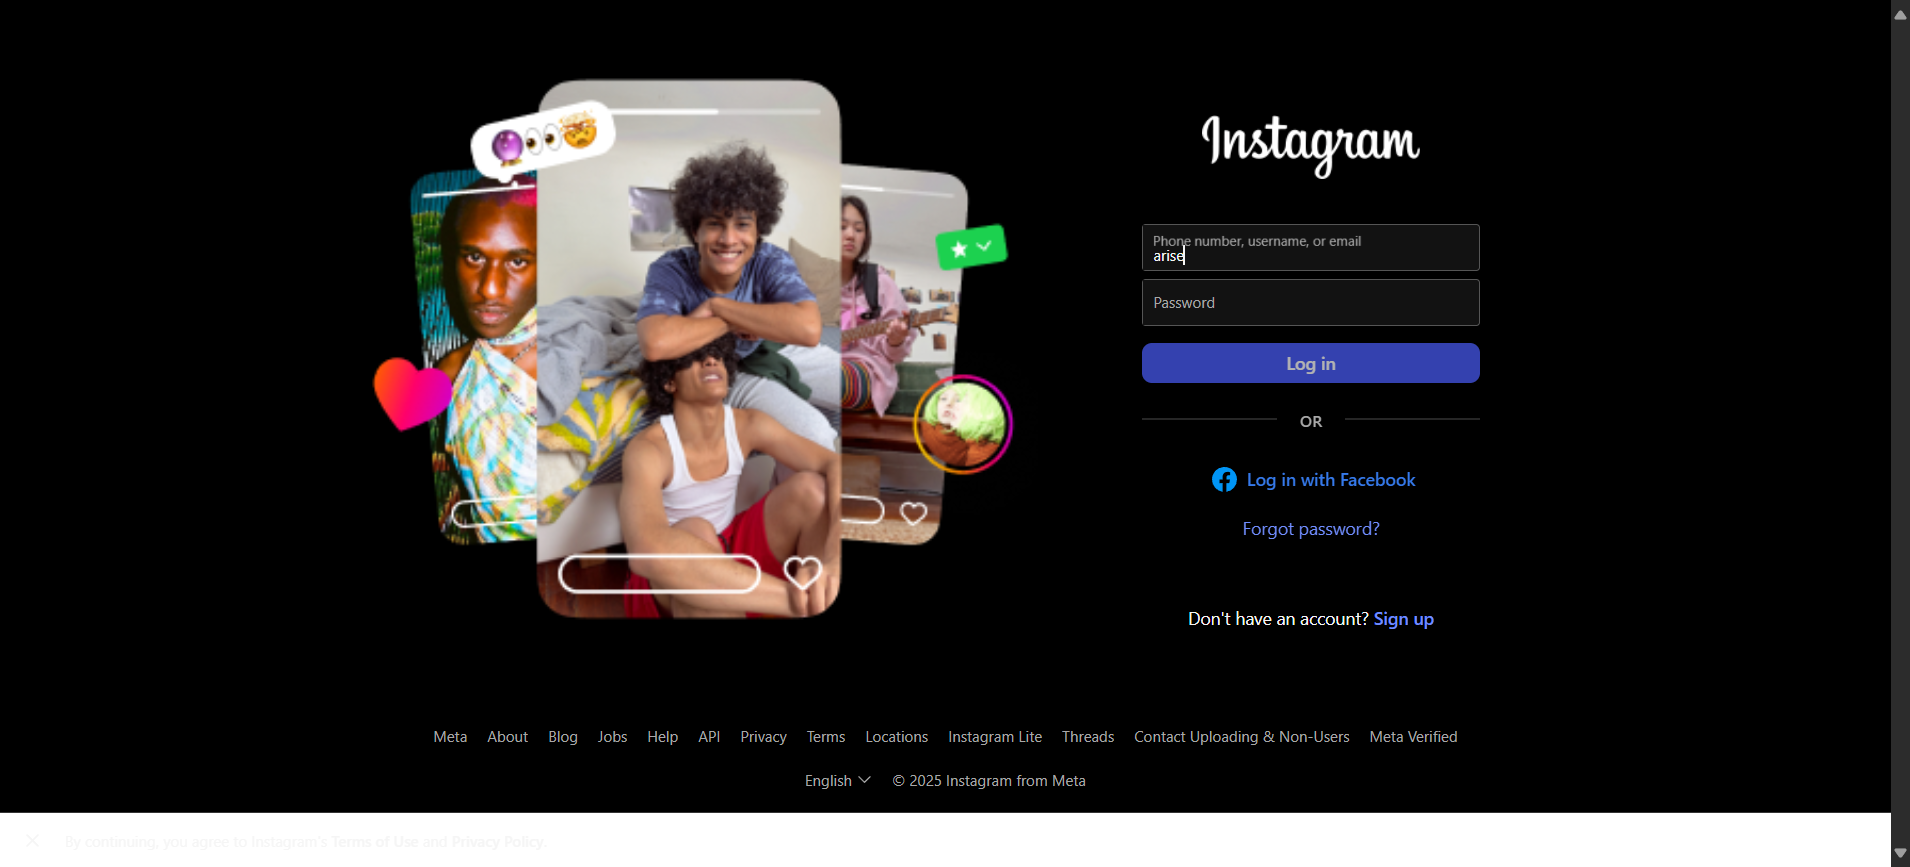 Instagram
Phone number, username, or email
arise
Password
Log in
OR
Log in with Facebook
Forgot password?
Don't have an account? Sign up
Meta About Blog Jobs Help API Privacy Terms Locations Instagram Lite Threads Contact Uploading & Non-Users Meta Verified
English © 2025 Instagram from Meta
By continuing, you agree to Instagram's Terms of Use and Privacy Policy.